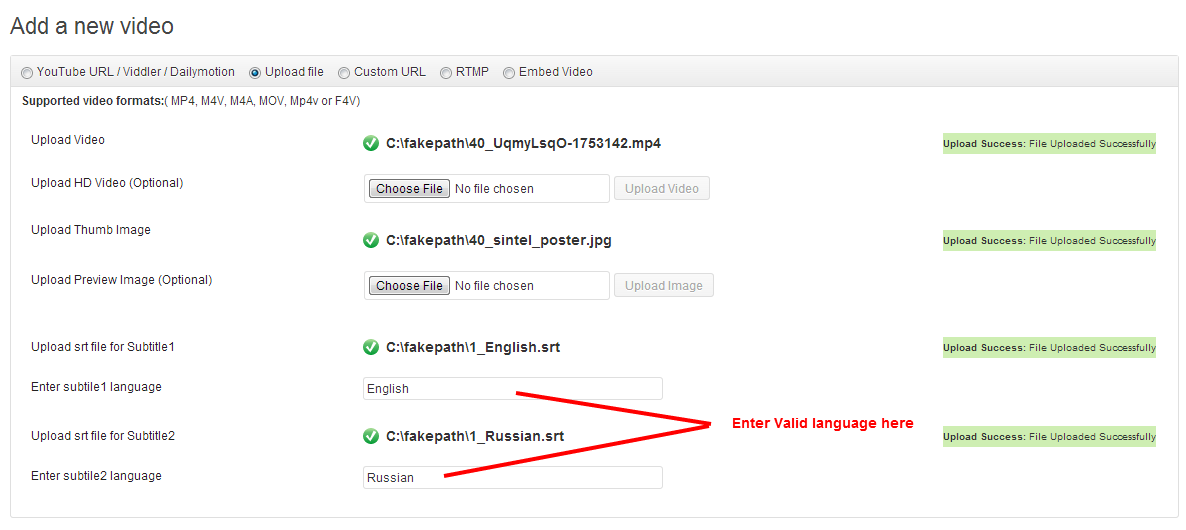 Add a new video
YouTube URL / Viddler / Dailymotion Upload file Custom URL RTMP Embed Video
Supported video formats:( MP4, M4V, M4A, MOV, Mp4v or F4V)
Upload Video C:\fakepath\40_UqmyLsqO-1753142.mp4 Upload Success: File Uploaded Successfully
Upload HD Video (Optional) Choose File No file chosen Upload Video
Upload Thumb Image C:\fakepath\40_sintel_poster.jpg Upload Success: File Uploaded Successfully
Upload Preview Image (Optional) Choose File No file chosen Upload Image
Upload srt file for Subtitle1 C:\fakepath\1_English.srt Upload Success: File Uploaded Successfully
Enter subtile1 language English
Enter Valid language here
Upload srt file for Subtitle2 C:\fakepath\1_Russian.srt Upload Success: File Uploaded Successfully
Enter subtile2 language Russian